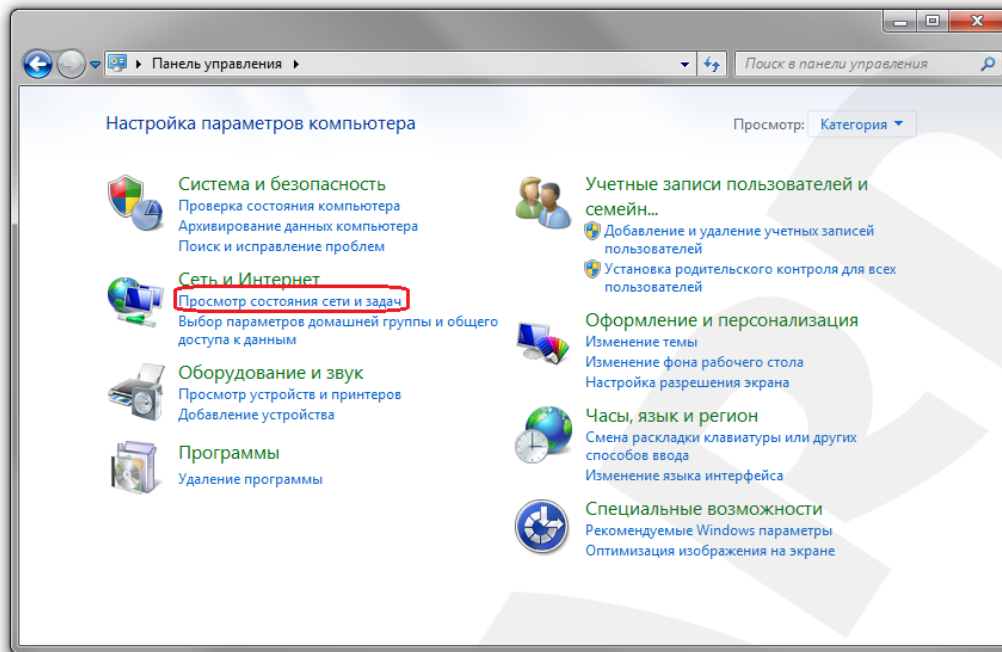 Панель управления
Поиск в панели управления
Настройка параметров компьютера
Просмотр: Категория
Система и безопасность
Проверка состояния компьютера
Архивирование данных компьютера
Поиск и исправление проблем
Сеть и Интернет
Просмотр состояния сети и задач
Выбор параметров домашней группы и общего
доступа к данным
Оборудование и звук
Просмотр устройств и принтеров
Добавление устройства
Программы
Удаление программы
Учетные записи пользователей и
семейн...
Добавление и удаление учетных записей
пользователей
Установка родительского контроля для всех
пользователей
Оформление и персонализация
Изменение темы
Изменение фона рабочего стола
Настройка разрешения экрана
Часы, язык и регион
Смена раскладки клавиатуры или других
способов ввода
Изменение языка интерфейса
Специальные возможности
Рекомендуемые Windows параметры
Оптимизация изображения на экране